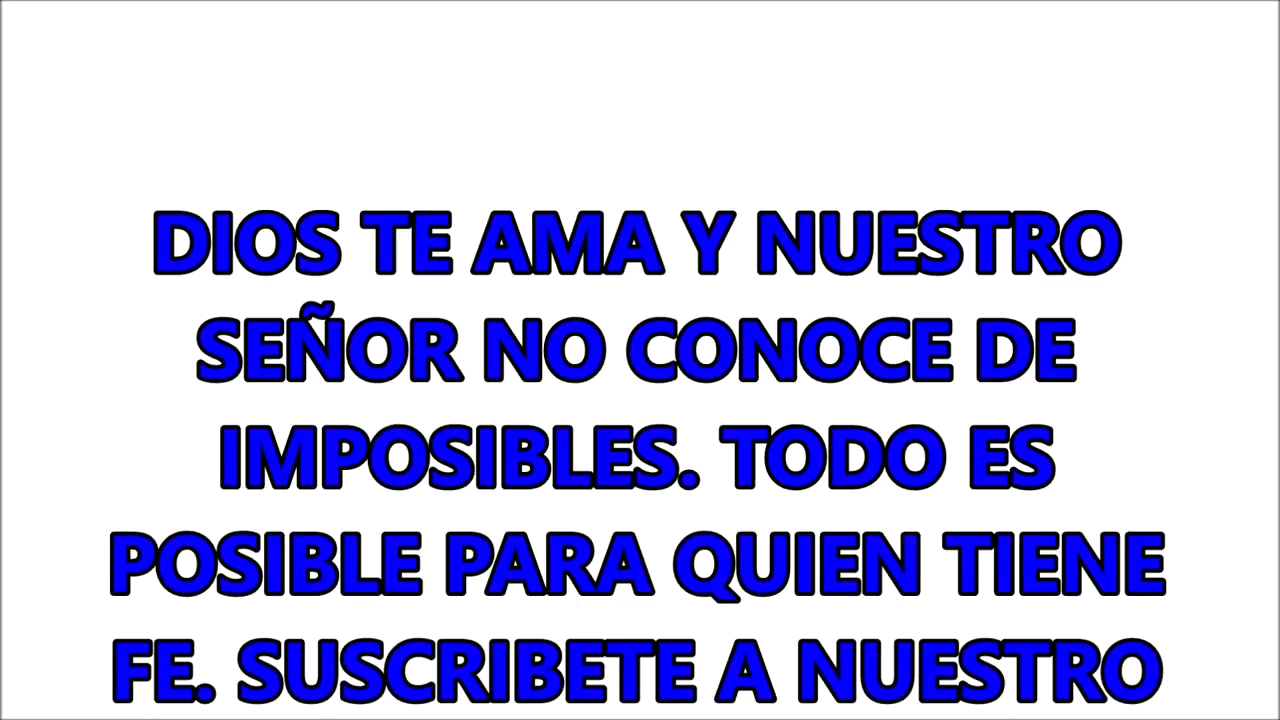 DIOS TE AMA Y NUESTRO
SEÑOR NO CONOCE DE
IMPOSIBLES. TODO ES
POSIBLE PARA QUIEN TIENE
FE. SUSCRIBETE A NUESTRO